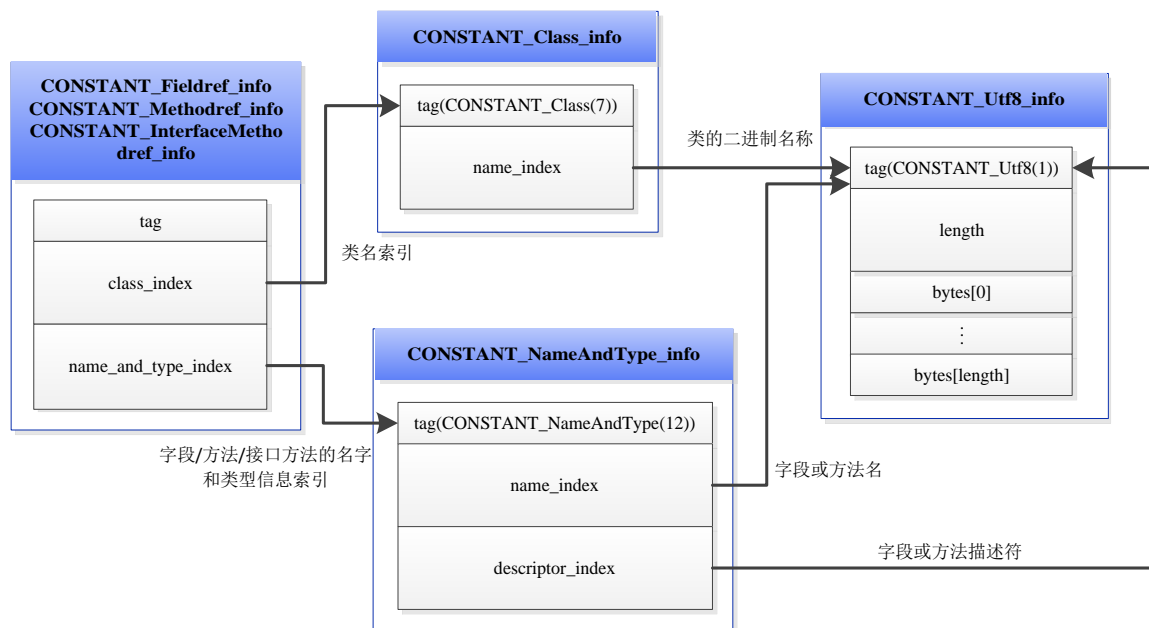 CONSTANT_Fieldref_info
CONSTANT_Methodref_info
CONSTANT_InterfaceMetho
dref_info
tag
class_index
name_and_type_index
CONSTANT_Class_info
tag(CONSTANT_Class(7))
name_index
类名索引
类的二进制名称
CONSTANT_NameAndType_info
tag(CONSTANT_NameAndType(12))
name_index
descriptor_index
字段/方法/接口方法的名字
和类型信息索引
字段或方法名
字段或方法描述符
CONSTANT_Utf8_info
tag(CONSTANT_Utf8(1))
length
bytes[0]
⋮
bytes[length]